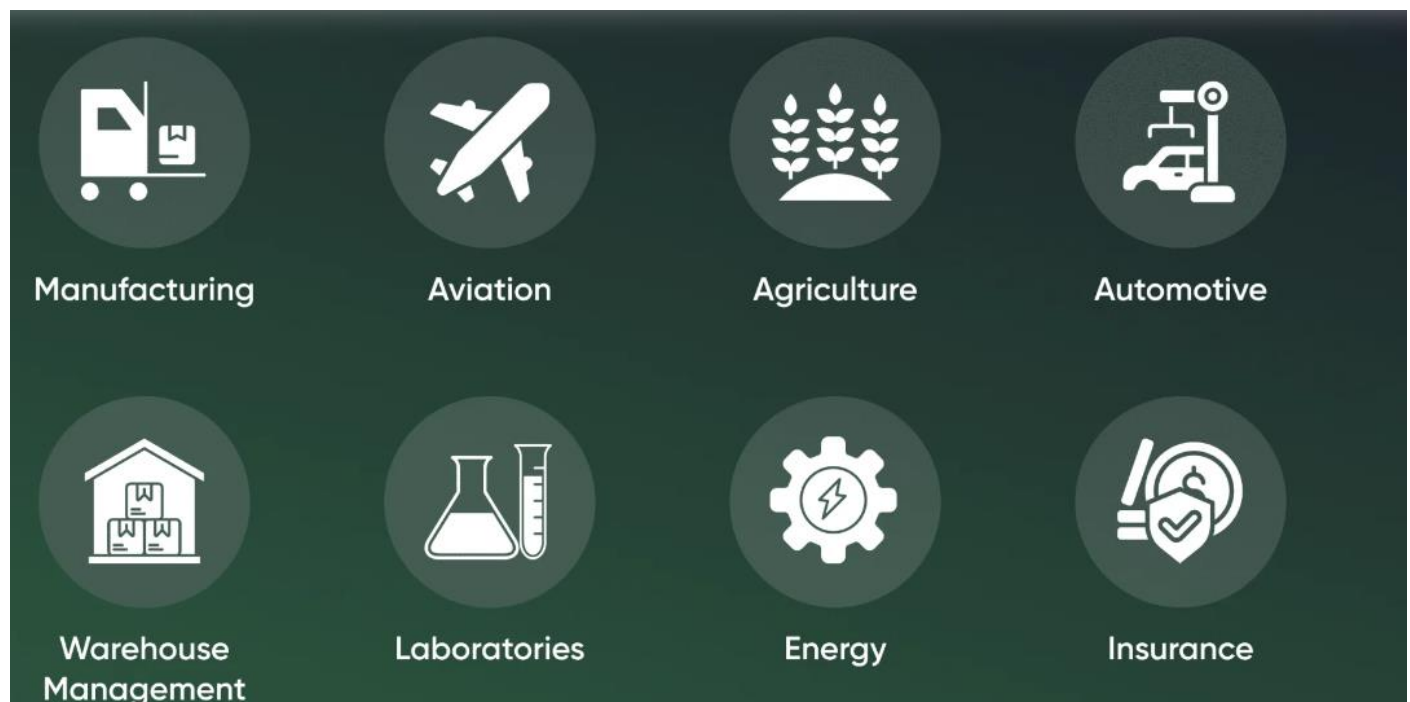 Manufacturing
Aviation
Agriculture
Automotive
Warehouse
Management
Laboratories
Energy
Insurance